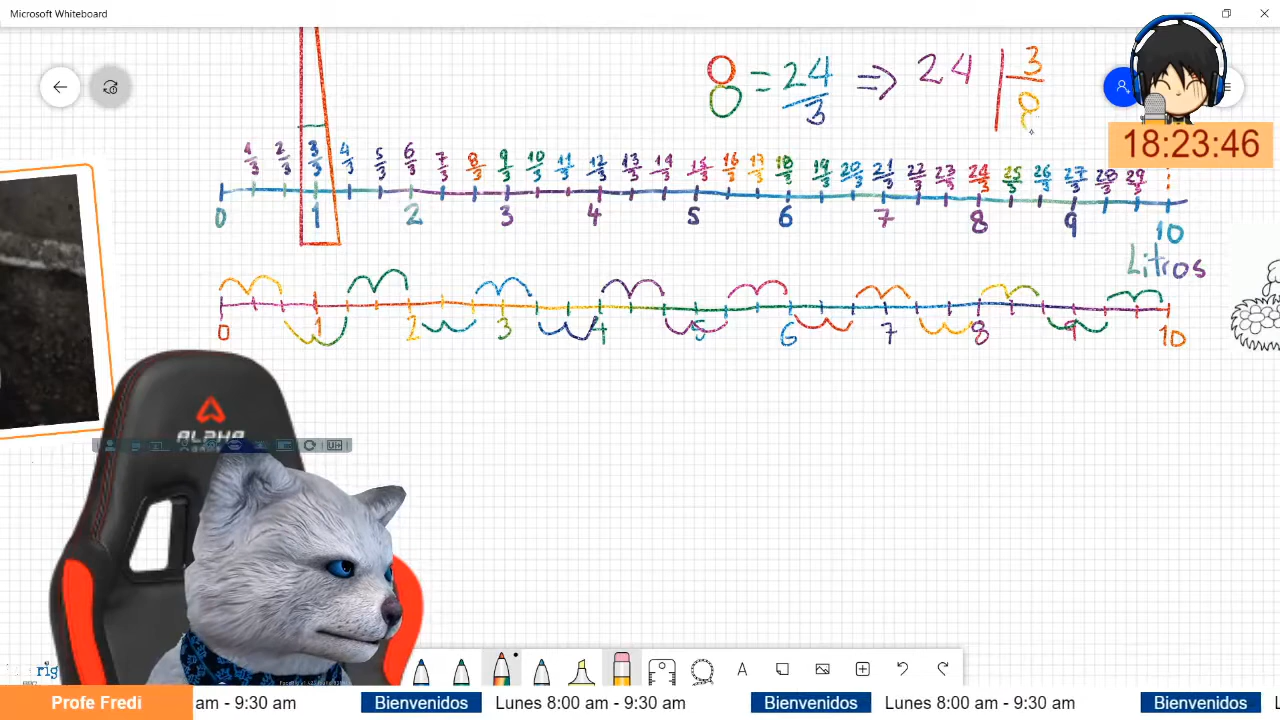 Microsoft Whiteboard
8 = 24/3 ⇒ 24 | 3
8
18:23:46
1/3 2/3 3/3 4/3 5/3 6/3 7/3 8/3 9/3 10/3 11/3 12/3 13/3 14/3 15/3 16/3 17/3 18/3 19/3 20/3 21/3 22/3 23/3 24/3 25/3 26/3 27/3 28/3 29/3
0 1 2 3 4 5 6 7 8 9 10
Litros
0 1 2 3 4 5 6 7 8 9 10
ALPHA
A
Profe Fredi
am - 9:30 am
Bienvenidos
Lunes 8:00 am - 9:30 am
Bienvenidos
Lunes 8:00 am - 9:30 am
Bienvenidos